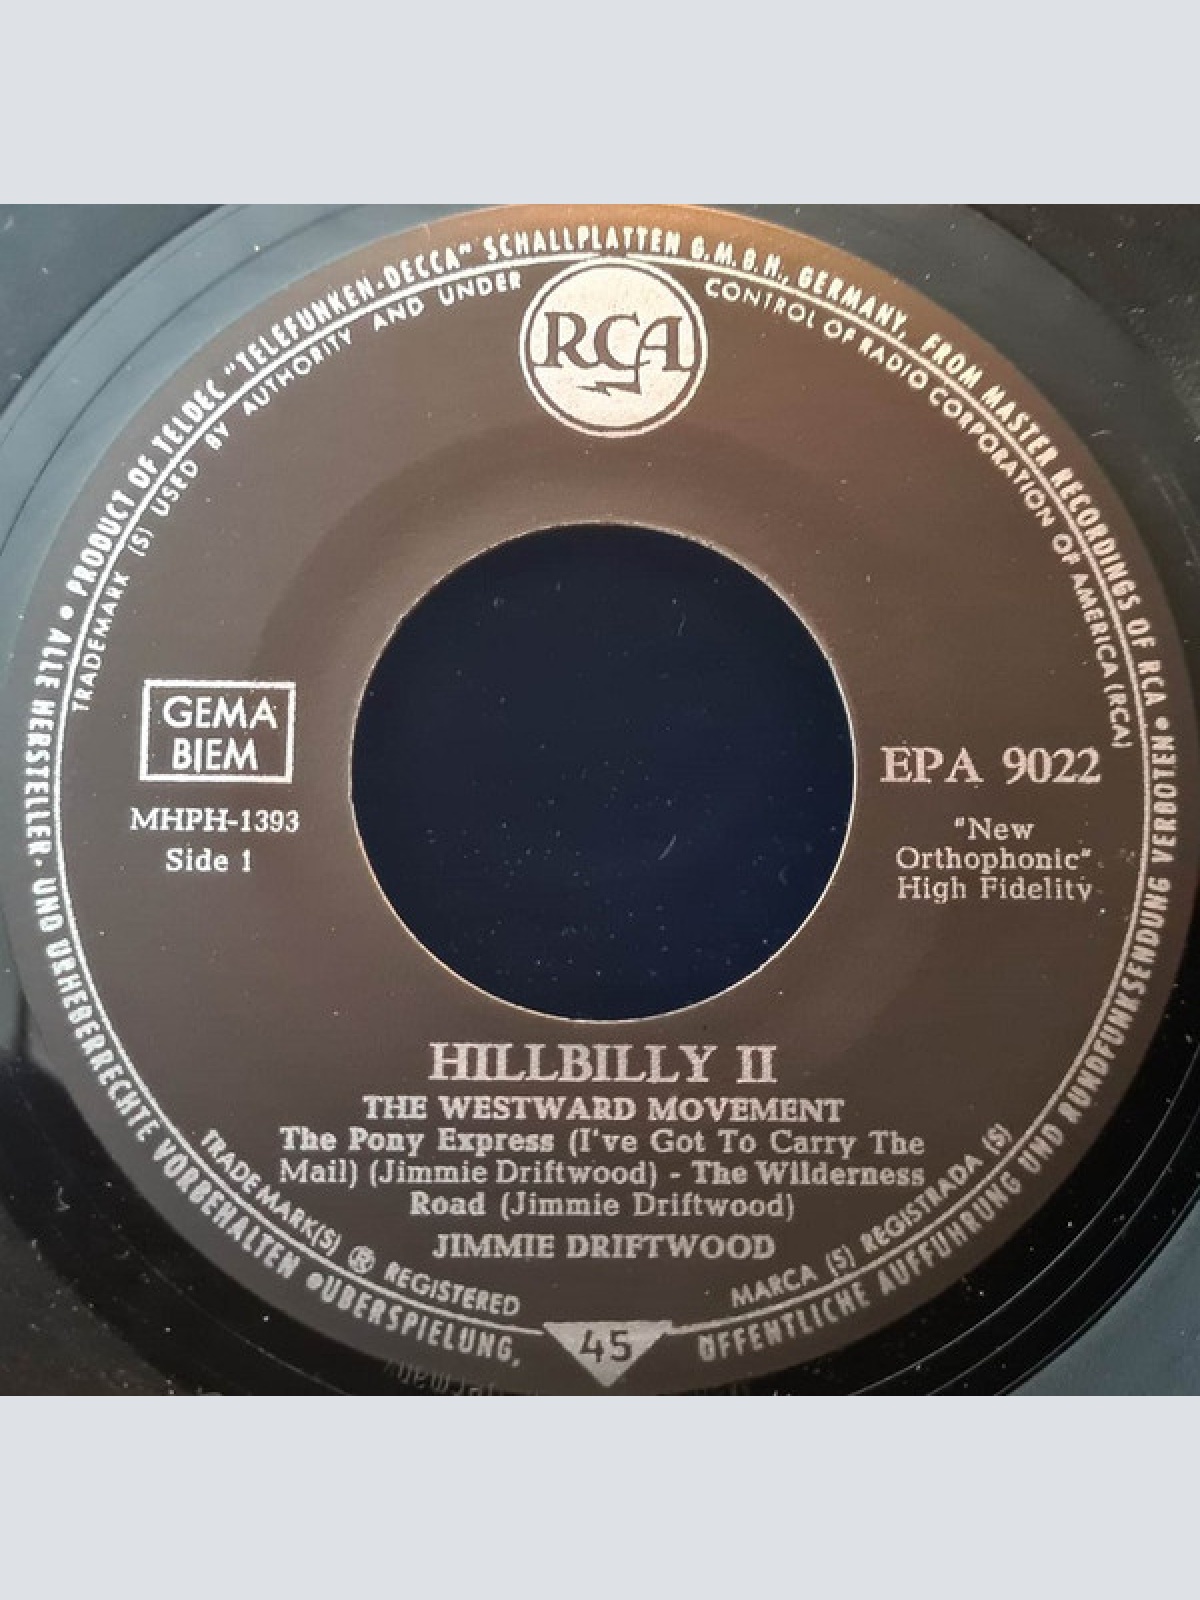 • PRODUCT OF TELDEC "TELEFUNKEN-DECCA" SCHALLPLATTEN G.M.B.H., GERMANY, FROM MASTER RECORDINGS OF RCA •
TRADEMARK (S) USED BY AUTHORITY AND UNDER CONTROL OF RADIO CORPORATION OF AMERICA (RCA)
RCA
GEMA
BIEM
MHPH-1393
Side 1
EPA 9022
"New
Orthophonic"
High Fidelity
HILLBILLY II
THE WESTWARD MOVEMENT
The Pony Express (I've Got To Carry The
Mail) (Jimmie Driftwood) - The Wilderness
Road (Jimmie Driftwood)
JIMMIE DRIFTWOOD
TRADEMARK(S) ® REGISTERED
MARCA (S) REGISTRADA (S)
ALLE HERSTELLER- UND URHEBERRECHTE VORBEHALTEN • ÜBERSPIELUNG, ÖFFENTLICHE AUFFÜHRUNG UND RUNDFUNKSENDUNG VERBOTEN
45